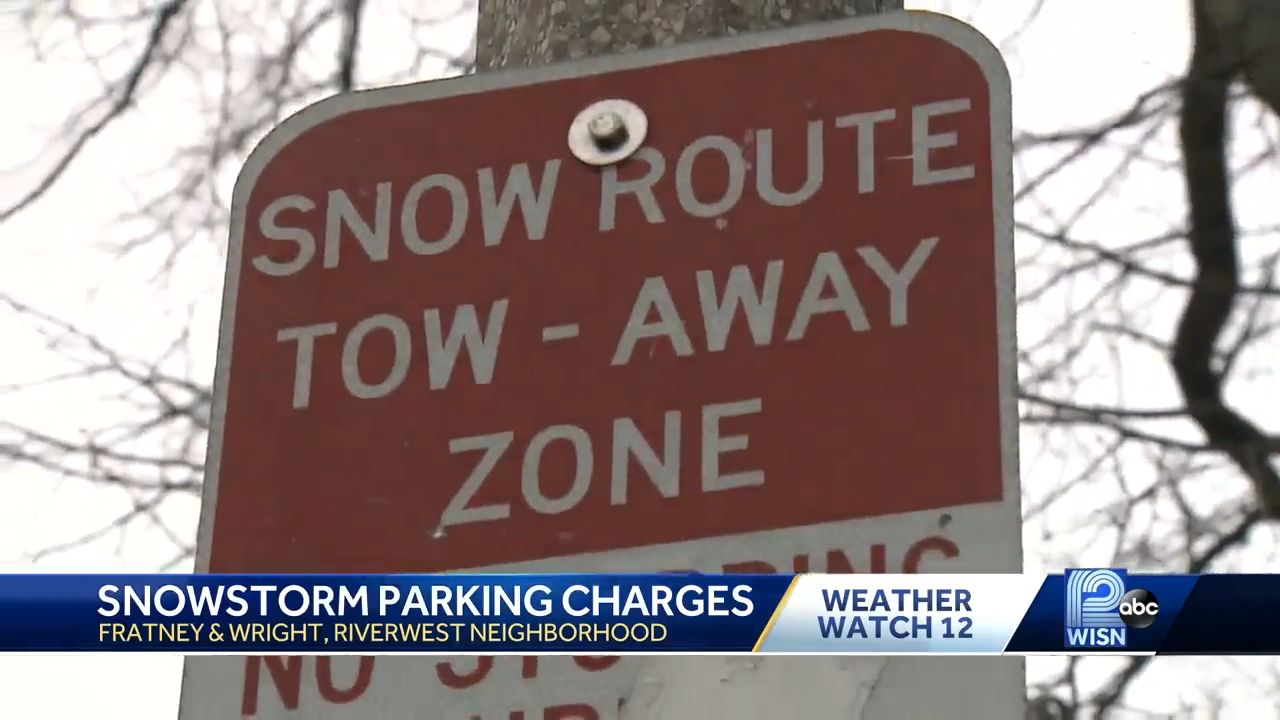 SNOW ROUTE
TOW - AWAY
ZONE
SNOWSTORM PARKING CHARGES
FRATNEY & WRIGHT, RIVERWEST NEIGHBORHOOD
WEATHER
WATCH 12
12
abc
WISN
NO